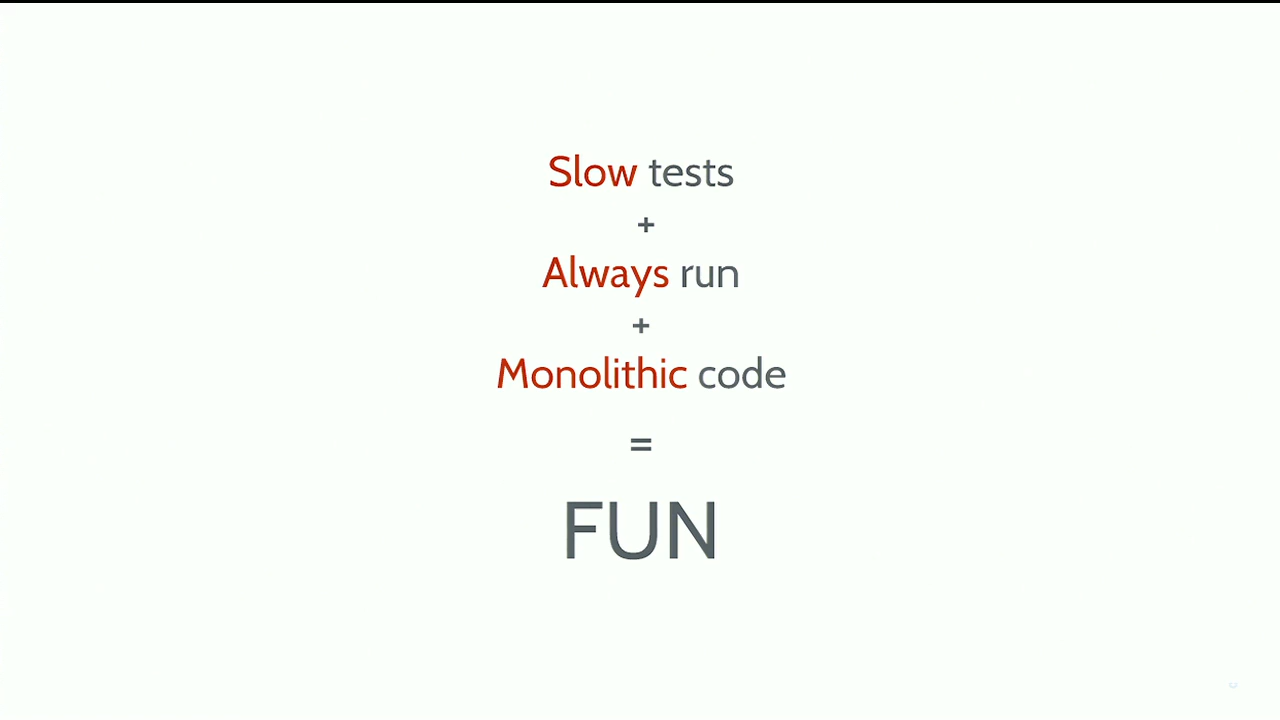 Slow tests
+
Always run
+
Monolithic code
=
FUN